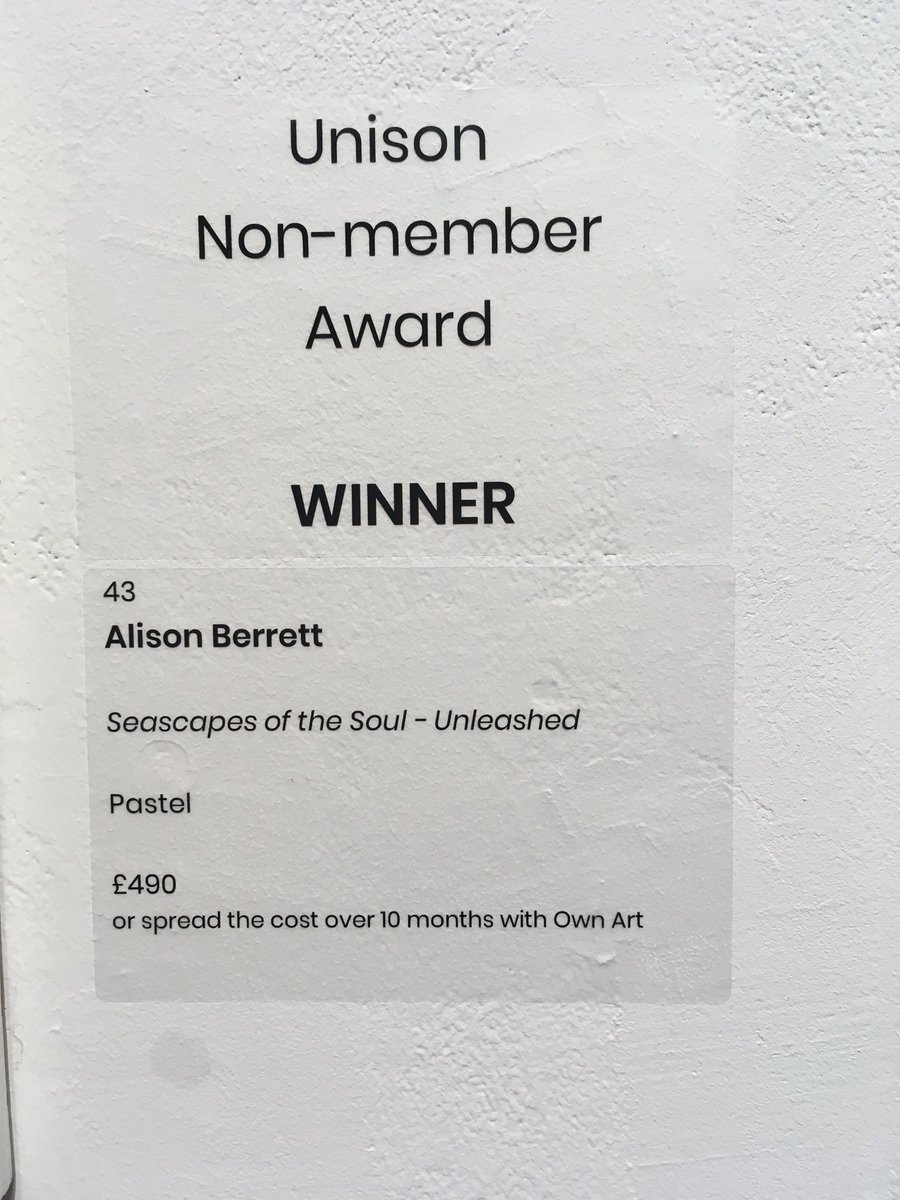 Unison
Non-member
Award
WINNER
43
Alison Berrett
Seascapes of the Soul - Unleashed
Pastel
£490
or spread the cost over 10 months with Own Art